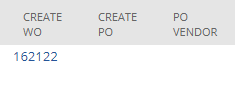 CREATE WO CREATE PO PO VENDOR
162122